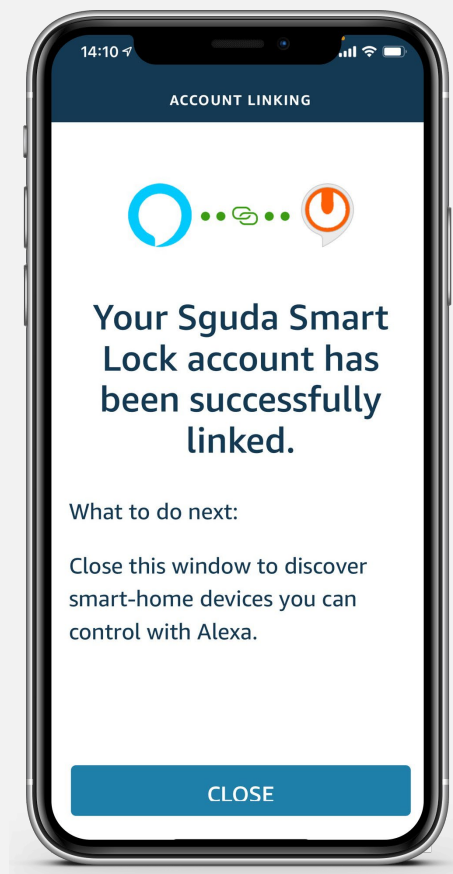 14:10
ACCOUNT LINKING
Your Sguda Smart
Lock account has
been successfully
linked.
What to do next:
Close this window to discover
smart-home devices you can
control with Alexa.
CLOSE